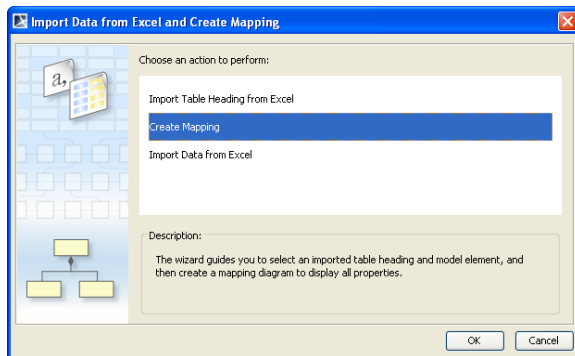 Import Data from Excel and Create Mapping
Choose an action to perform:
a,
Import Table Heading from Excel
Create Mapping
Import Data from Excel
Description:
The wizard guides you to select an imported table heading and model element, and
then create a mapping diagram to display all properties.
OK
Cancel